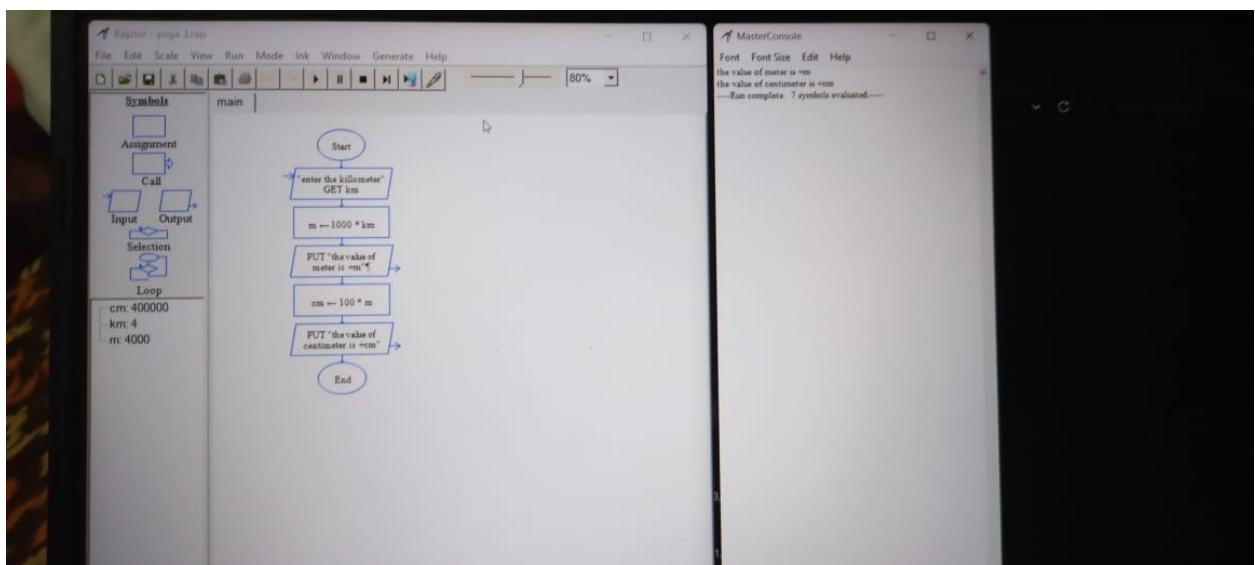 Raptor - yoga 1.rap
File Edit Scale View Run Mode Ink Window Generate Help
80%
Symbols
Assignment
Call
Input Output
Selection
Loop
cm: 400000
km: 4
m: 4000
main
Start
"enter the killometer"
GET km
m ← 1000 * km
PUT "the value of
meter is +m"¶
cm ← 100 * m
PUT "the value of
centimeter is +cm"
End
MasterConsole
Font Font Size Edit Help
the value of meter is +m
the value of centimeter is +cm
----Run complete. 7 symbols evaluated.----